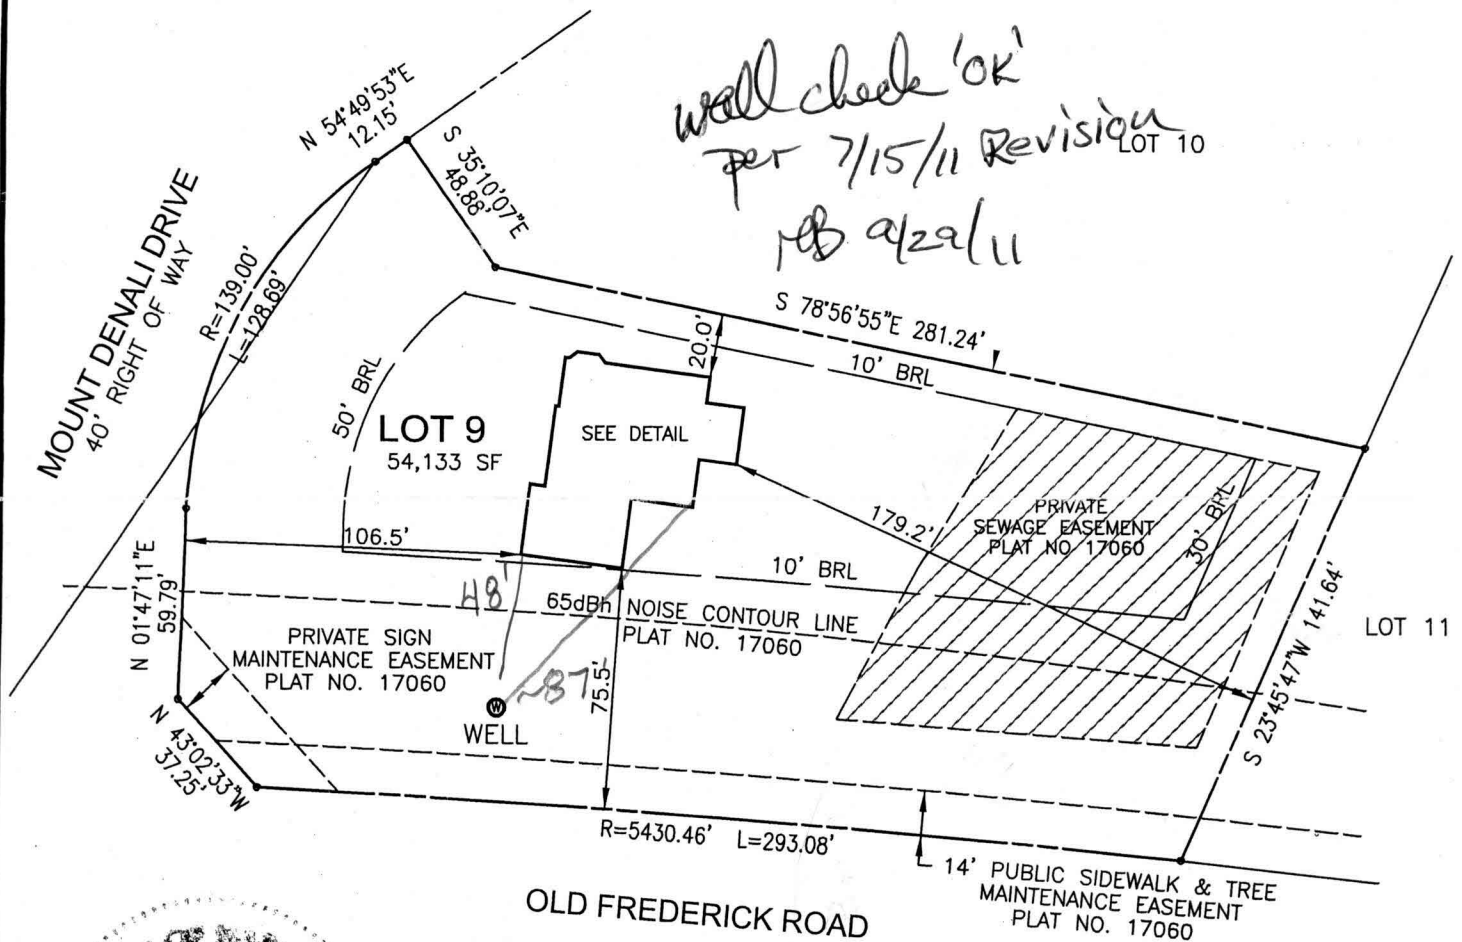 wall check 'OK'
per 7/15/11 Revision
9/29/11
LOT 10
N 54°49'53"E
12.15'
S 35°10'07"E
48.88'
MOUNT DENALI DRIVE
40' RIGHT OF WAY
R=139.00'
L=128.69'
S 78°56'55"E 281.24'
20.0'
10' BRL
50' BRL
LOT 9
54,133 SF
SEE DETAIL
PRIVATE
SEWAGE EASEMENT
PLAT NO 17060
30' BRL
179.2'
106.5'
10' BRL
N 01°47'11"E
59.79'
48'
65dBh NOISE CONTOUR LINE
PLAT NO. 17060
S 23°45'47"W 141.64'
LOT 11
PRIVATE SIGN
MAINTENANCE EASEMENT
PLAT NO. 17060
~87'
75.5'
W
WELL
N 43°02'33"W
37.25'
R=5430.46' L=293.08'
14' PUBLIC SIDEWALK & TREE
MAINTENANCE EASEMENT
PLAT NO. 17060
OLD FREDERICK ROAD